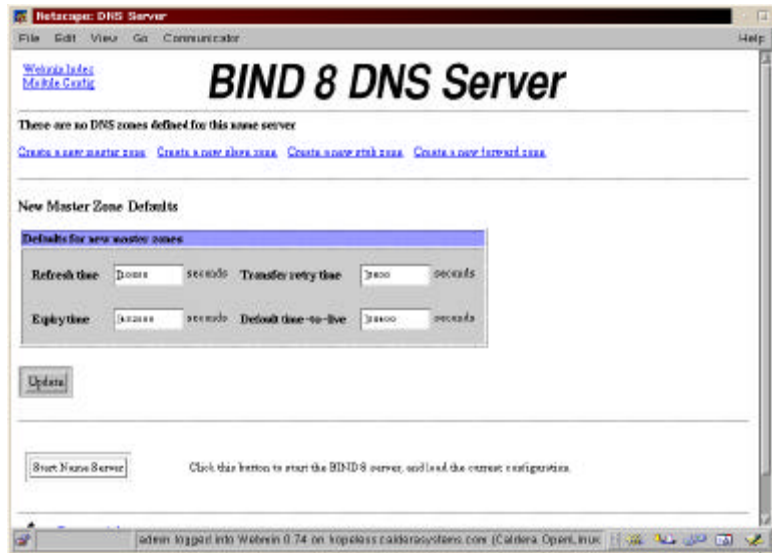 Netscape: DNS Server
File Edit View Go Communicator Help
Webmin Index
Module Config
BIND 8 DNS Server
There are no DNS zones defined for this name server
Create a new master zone Create a new slave zone Create a new stub zone Create a new forward zone
New Master Zone Defaults
Defaults for new master zones
Refresh time 10800 seconds Transfer retry time 3600 seconds
Expiry time 432000 seconds Default time-to-live 38400 seconds
Update
Start Name Server Click this button to start the BIND 8 server, and load the current configuration.
admin logged into Webmin 0.74 on hopeless.calderasystems.com (Caldera OpenLinux